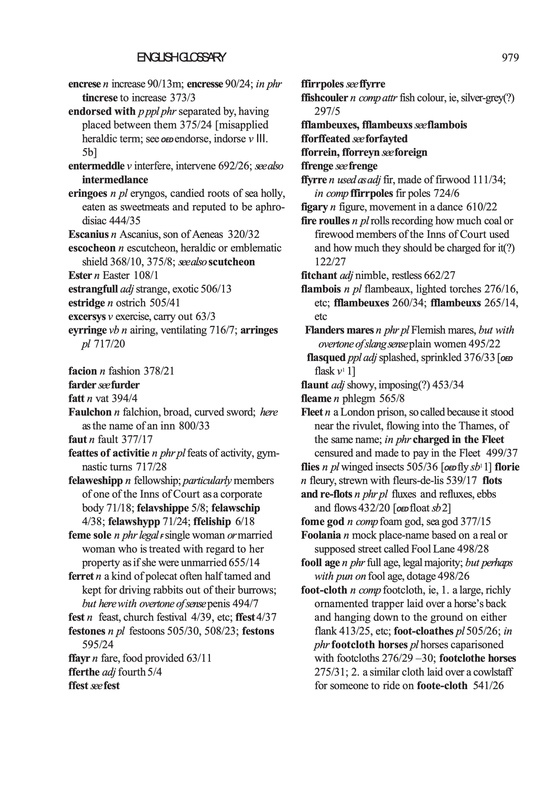 ENGLISH GLOSSARY 979
encrese n increase 90/13m; encresse 90/24; in phr
tincrese to increase 373/3
endorsed with p ppl phr separated by, having
placed between them 375/24 [misapplied
heraldic term; see OED endorse, indorse v III.
5b]
entermeddle v interfere, intervene 692/26; see also
intermedlance
eringoes n pl eryngos, candied roots of sea holly,
eaten as sweetmeats and reputed to be aphro-
disiac 444/35
Escanius n Ascanius, son of Aeneas 320/32
escocheon n escutcheon, heraldic or emblematic
shield 368/10, 375/8; see also scutcheon
Ester n Easter 108/1
estrangfull adj strange, exotic 506/13
estridge n ostrich 505/41
excersys v exercise, carry out 63/3
eyrringe vb n airing, ventilating 716/7; arringes
pl 717/20
facion n fashion 378/21
farder see furder
fatt n vat 394/4
Faulchon n falchion, broad, curved sword; here
as the name of an inn 800/33
faut n fault 377/17
feattes of activitie n phr pl feats of activity, gym-
nastic turns 717/28
felaweshipp n fellowship; particularly members
of one of the Inns of Court as a corporate
body 71/18; felavshippe 5/8; felawschip
4/38; felawshypp 71/24; ffeliship 6/18
feme sole n phr legal Fr single woman or married
woman who is treated with regard to her
property as if she were unmarried 655/14
ferret n a kind of polecat often half tamed and
kept for driving rabbits out of their burrows;
but here with overtone of sense penis 494/7
fest n feast, church festival 4/39, etc; ffest 4/37
festones n pl festoons 505/30, 508/23; festons
595/24
ffayr n fare, food provided 63/11
fferthe adj fourth 5/4
ffest see fest
ffirrpoles see ffyrre
ffishcouler n comp attr fish colour, ie, silver-grey(?)
297/5
fflambeuxes, fflambeuxs see flambois
fforffeated see forfayted
fforrein, fforreyn see foreign
ffrenge see frenge
ffyrre n used as adj fir, made of firwood 111/34;
in comp ffirrpoles fir poles 724/6
figary n figure, movement in a dance 610/22
fire roulles n pl rolls recording how much coal or
firewood members of the Inns of Court used
and how much they should be charged for it(?)
122/27
fitchant adj nimble, restless 662/27
flambois n pl flambeaux, lighted torches 276/16,
etc; fflambeuxes 260/34; fflambeuxs 265/14,
etc
Flanders mares n phr pl Flemish mares, but with
overtone of slang sense plain women 495/22
flasqued ppl adj splashed, sprinkled 376/33 [OED
flask v¹ 1]
flaunt adj showy, imposing(?) 453/34
fleame n phlegm 565/8
Fleet n a London prison, so called because it stood
near the rivulet, flowing into the Thames, of
the same name; in phr charged in the Fleet
censured and made to pay in the Fleet 499/37
flies n pl winged insects 505/36 [OED fly sb¹ 1] florie
n fleury, strewn with fleurs-de-lis 539/17 flots
and re-flots n phr pl fluxes and refluxes, ebbs
and flows 432/20 [OED float sb 2]
fome god n comp foam god, sea god 377/15
Foolania n mock place-name based on a real or
supposed street called Fool Lane 498/28
fooll age n phr full age, legal majority; but perhaps
with pun on fool age, dotage 498/26
foot-cloth n comp footcloth, ie, 1. a large, richly
ornamented trapper laid over a horse's back
and hanging down to the ground on either
flank 413/25, etc; foot-cloathes pl 505/26; in
phr footcloth horses pl horses caparisoned
with footcloths 276/29 –30; footclothe horses
275/31; 2. a similar cloth laid over a cowlstaff
for someone to ride on foote-cloth 541/26